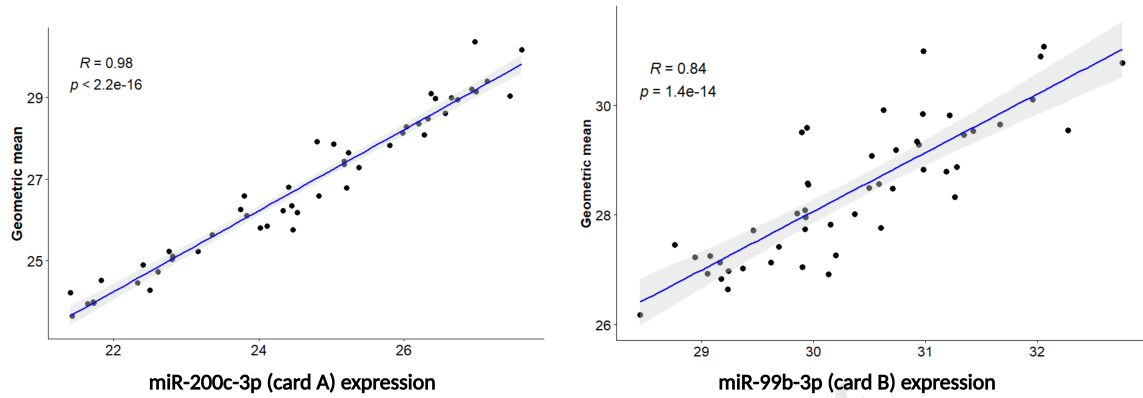 R = 0.98
p < 2.2e-16
Geometric mean
29
27
25
22 24 26
miR-200c-3p (card A) expression
R = 0.84
p = 1.4e-14
Geometric mean
30
28
26
29 30 31 32
miR-99b-3p (card B) expression